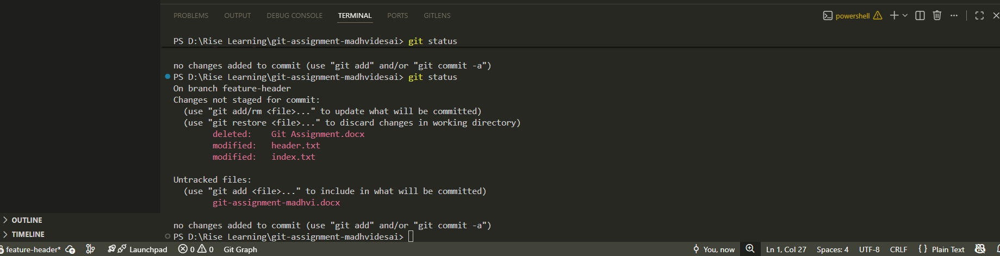 PROBLEMS OUTPUT DEBUG CONSOLE TERMINAL PORTS GITLENS powershell
PS D:\Rise Learning\git-assignment-madhvidesai> git status
no changes added to commit (use "git add" and/or "git commit -a")
PS D:\Rise Learning\git-assignment-madhvidesai> git status
On branch feature-header
Changes not staged for commit:
  (use "git add/rm <file>..." to update what will be committed)
  (use "git restore <file>..." to discard changes in working directory)
        deleted:    Git Assignment.docx
        modified:   header.txt
        modified:   index.txt
Untracked files:
  (use "git add <file>..." to include in what will be committed)
        git-assignment-madhvi.docx
no changes added to commit (use "git add" and/or "git commit -a")
PS D:\Rise Learning\git-assignment-madhvidesai>
OUTLINE
TIMELINE
feature-header* Launchpad 0 0 Git Graph You, now Ln 1, Col 27 Spaces: 4 UTF-8 CRLF {} Plain Text